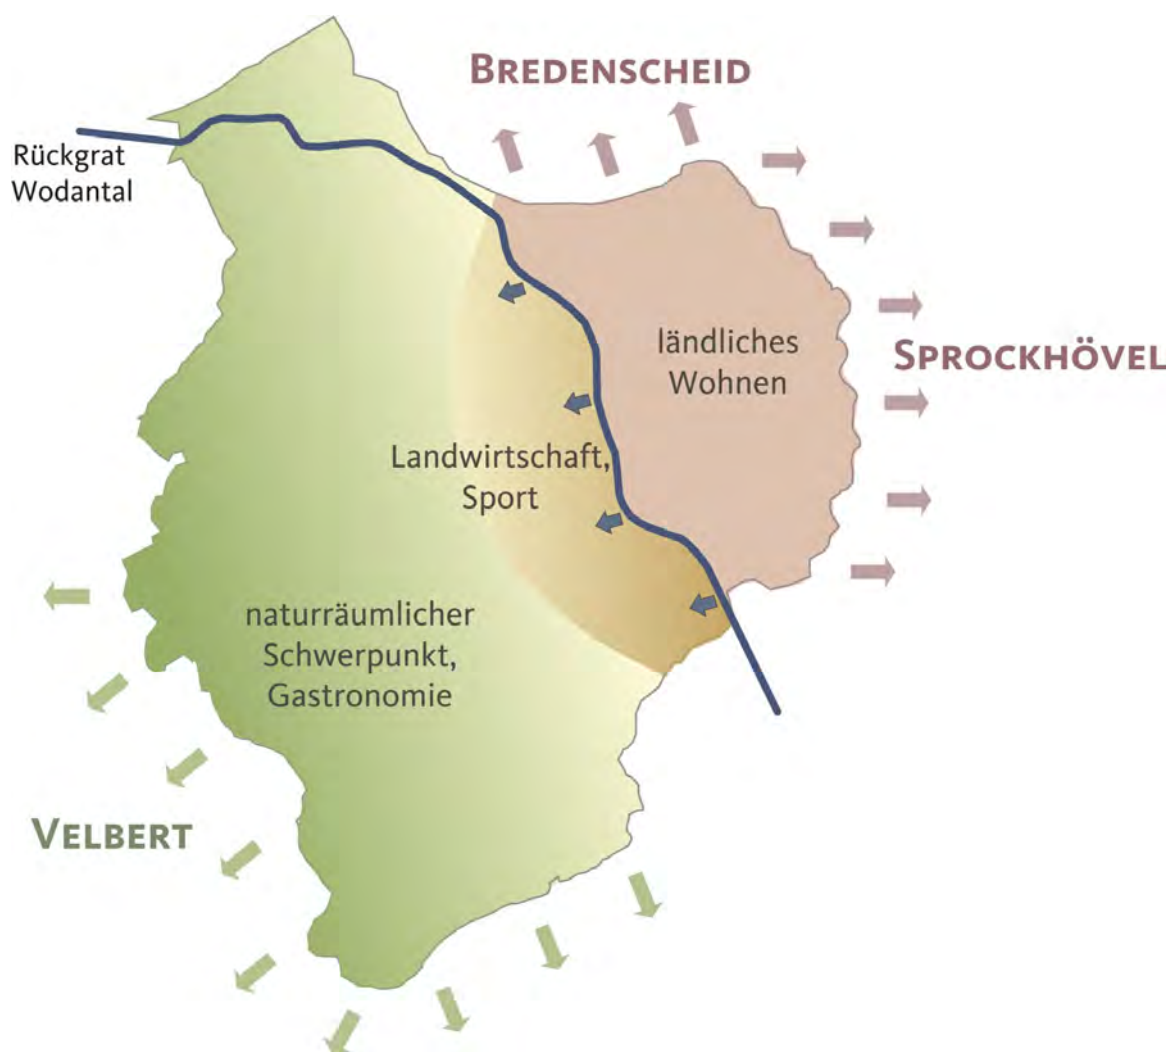 BREDENSCHEID
Rückgrat
Wodantal
ländliches
Wohnen
SPROCKHÖVEL
Landwirtschaft,
Sport
naturräumlicher
Schwerpunkt,
Gastronomie
VELBERT